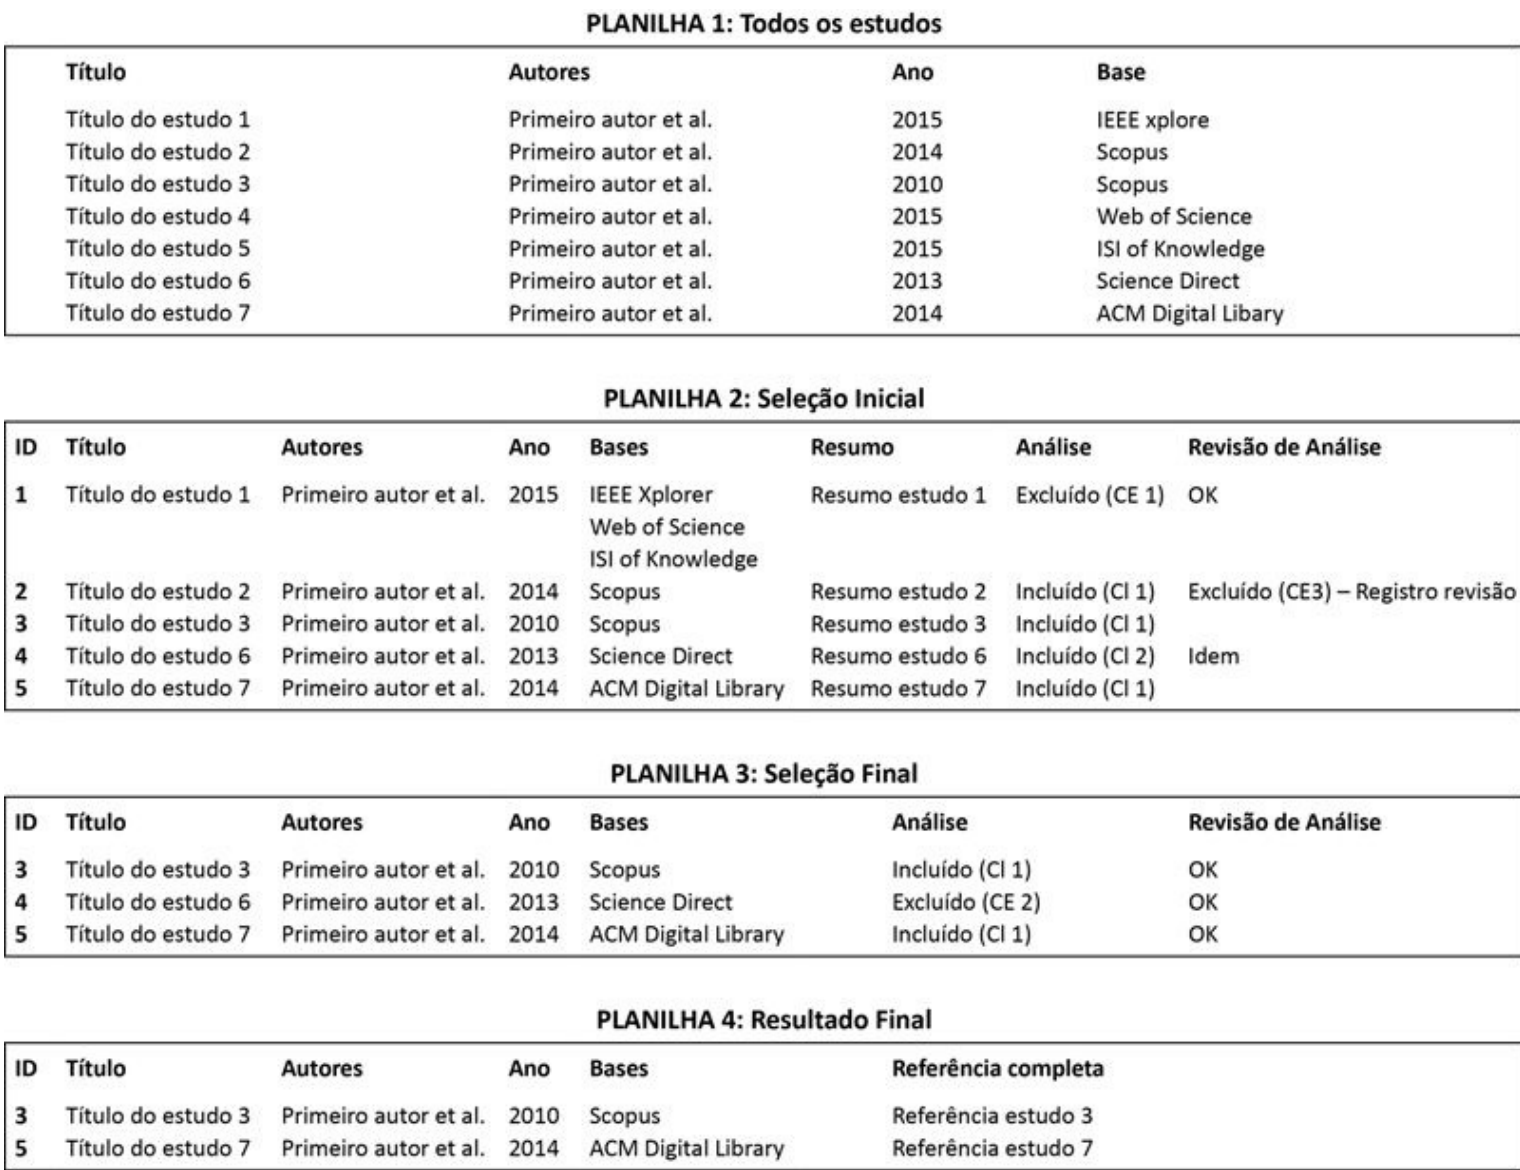 PLANILHA 1: Todos os estudos
Título Autores Ano Base
Título do estudo 1 Primeiro autor et al. 2015 IEEE xplore
Título do estudo 2 Primeiro autor et al. 2014 Scopus
Título do estudo 3 Primeiro autor et al. 2010 Scopus
Título do estudo 4 Primeiro autor et al. 2015 Web of Science
Título do estudo 5 Primeiro autor et al. 2015 ISI of Knowledge
Título do estudo 6 Primeiro autor et al. 2013 Science Direct
Título do estudo 7 Primeiro autor et al. 2014 ACM Digital Libary
PLANILHA 2: Seleção Inicial
ID Título Autores Ano Bases Resumo Análise Revisão de Análise
1 Título do estudo 1 Primeiro autor et al. 2015 IEEE Xplorer Resumo estudo 1 Excluído (CE 1) OK
Web of Science
ISI of Knowledge
2 Título do estudo 2 Primeiro autor et al. 2014 Scopus Resumo estudo 2 Incluído (Cl 1) Excluído (CE3) – Registro revisão
3 Título do estudo 3 Primeiro autor et al. 2010 Scopus Resumo estudo 3 Incluído (Cl 1)
4 Título do estudo 6 Primeiro autor et al. 2013 Science Direct Resumo estudo 6 Incluído (Cl 2) Idem
5 Título do estudo 7 Primeiro autor et al. 2014 ACM Digital Library Resumo estudo 7 Incluído (Cl 1)
PLANILHA 3: Seleção Final
ID Título Autores Ano Bases Análise Revisão de Análise
3 Título do estudo 3 Primeiro autor et al. 2010 Scopus Incluído (Cl 1) OK
4 Título do estudo 6 Primeiro autor et al. 2013 Science Direct Excluído (CE 2) OK
5 Título do estudo 7 Primeiro autor et al. 2014 ACM Digital Library Incluído (Cl 1) OK
PLANILHA 4: Resultado Final
ID Título Autores Ano Bases Referência completa
3 Título do estudo 3 Primeiro autor et al. 2010 Scopus Referência estudo 3
5 Título do estudo 7 Primeiro autor et al. 2014 ACM Digital Library Referência estudo 7